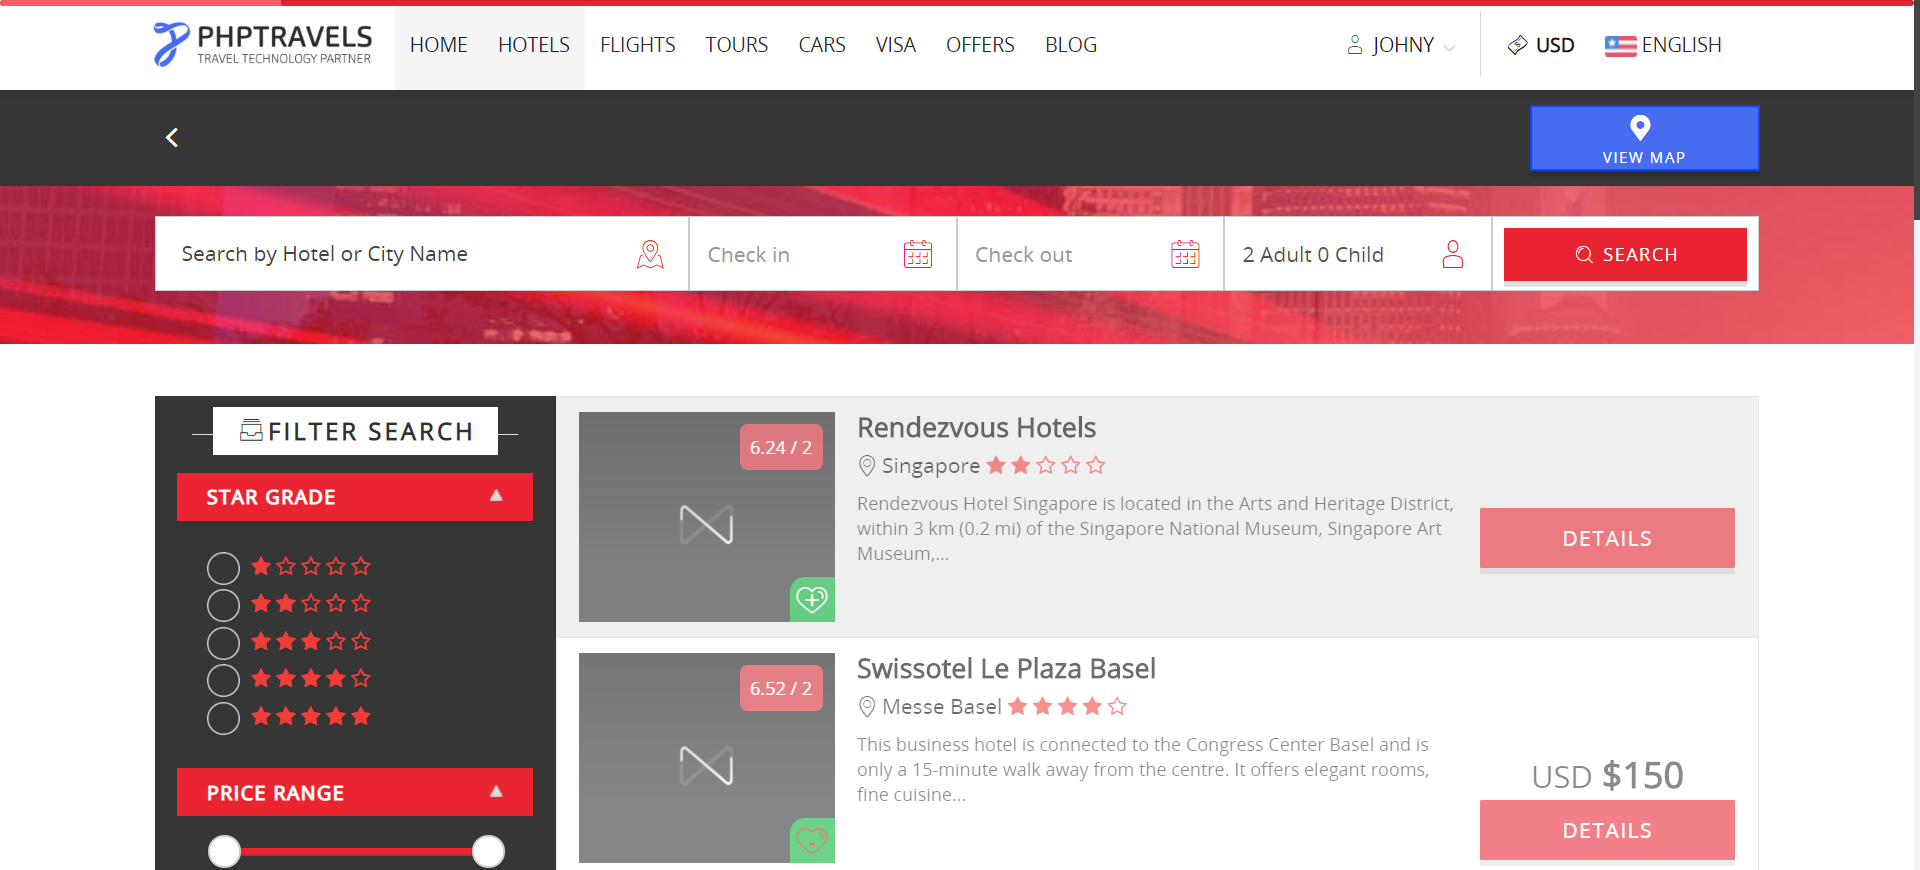 PHPTRAVELS
TRAVEL TECHNOLOGY PARTNER
HOME HOTELS FLIGHTS TOURS CARS VISA OFFERS BLOG
JOHNY USD ENGLISH
VIEW MAP
Search by Hotel or City Name
Check in
Check out
2 Adult 0 Child
SEARCH
FILTER SEARCH
STAR GRADE
PRICE RANGE
6.24 / 2
Rendezvous Hotels
Singapore
Rendezvous Hotel Singapore is located in the Arts and Heritage District,
within 3 km (0.2 mi) of the Singapore National Museum, Singapore Art
Museum,...
DETAILS
6.52 / 2
Swissotel Le Plaza Basel
Messe Basel
This business hotel is connected to the Congress Center Basel and is
only a 15-minute walk away from the centre. It offers elegant rooms,
fine cuisine...
USD $150
DETAILS